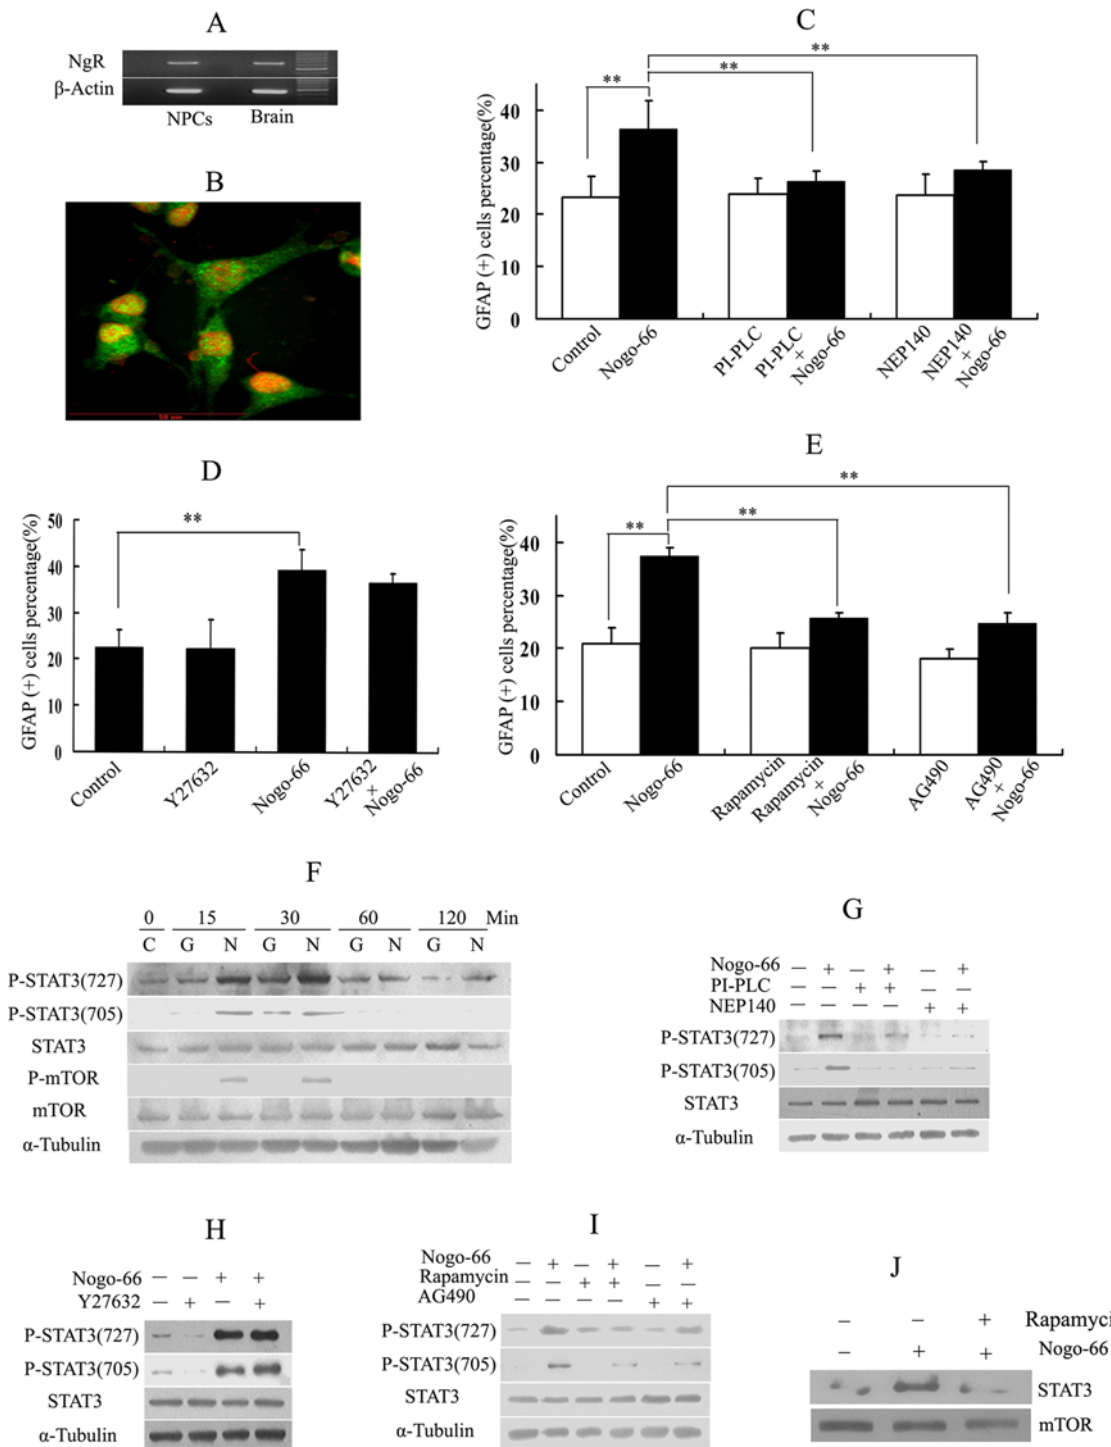 A
NgR
β-Actin
NPCs Brain
B
50 um
C
GFAP (+) cells percentage(%)
40
30
20
10
0
** ** **
Control
Nogo-66
PI-PLC
PI-PLC + Nogo-66
NEP140
NEP140 + Nogo-66
D
GFAP (+) cells percentage(%)
50
40
30
20
10
0
**
Control
Y27632
Nogo-66
Y27632 + Nogo-66
E
GFAP (+) cells percentage(%)
40
30
20
10
0
** ** **
Control
Nogo-66
Rapamycin
Rapamycin + Nogo-66
AG490
AG490 + Nogo-66
F
0 15 30 60 120 Min
C G N G N G N G N
P-STAT3(727)
P-STAT3(705)
STAT3
P-mTOR
mTOR
α-Tubulin
G
Nogo-66 — + — + — +
PI-PLC — — + + — —
NEP140 — — — — + +
P-STAT3(727)
P-STAT3(705)
STAT3
α-Tubulin
H
Nogo-66 — — + +
Y27632 — + — +
P-STAT3(727)
P-STAT3(705)
STAT3
α-Tubulin
I
Nogo-66 — + — + — +
Rapamycin — — + + — —
AG490 — — — — + +
P-STAT3(727)
P-STAT3(705)
STAT3
α-Tubulin
J
— — + Rapamycin
— + + Nogo-66
STAT3
mTOR